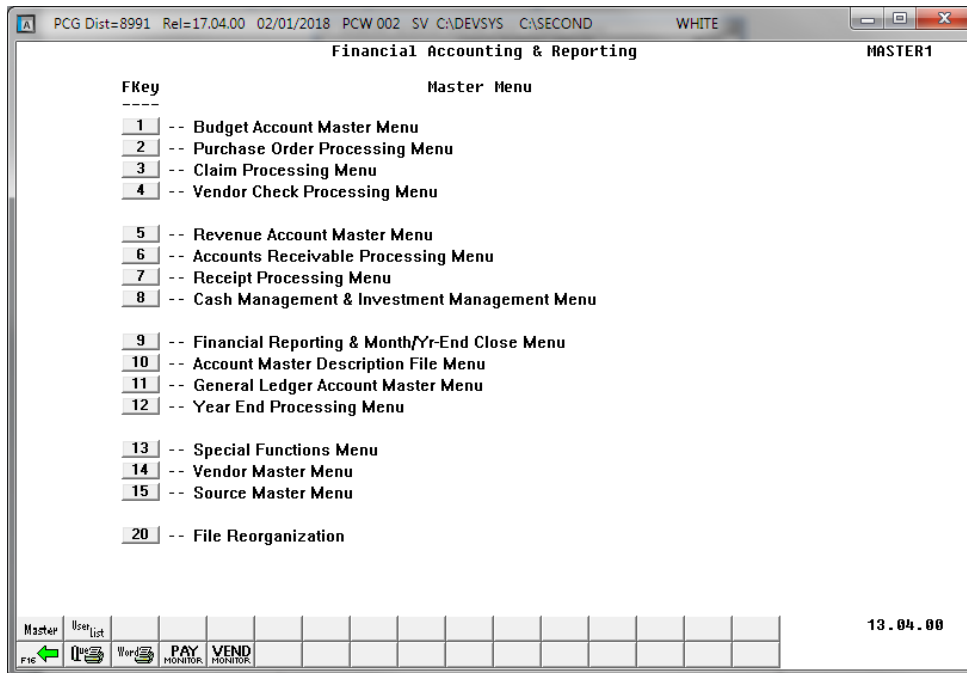 A PCG Dist=8991 Rel=17.04.00 02/01/2018 PCW 002 SV C:\DEVSYS C:\SECOND WHITE
Financial Accounting & Reporting MASTER1
FKey Master Menu
----
1 -- Budget Account Master Menu
2 -- Purchase Order Processing Menu
3 -- Claim Processing Menu
4 -- Vendor Check Processing Menu
5 -- Revenue Account Master Menu
6 -- Accounts Receivable Processing Menu
7 -- Receipt Processing Menu
8 -- Cash Management & Investment Management Menu
9 -- Financial Reporting & Month/Yr-End Close Menu
10 -- Account Master Description File Menu
11 -- General Ledger Account Master Menu
12 -- Year End Processing Menu
13 -- Special Functions Menu
14 -- Vendor Master Menu
15 -- Source Master Menu
20 -- File Reorganization
Master User List 13.04.00
F16 Que Word PAY MONITOR VEND MONITOR